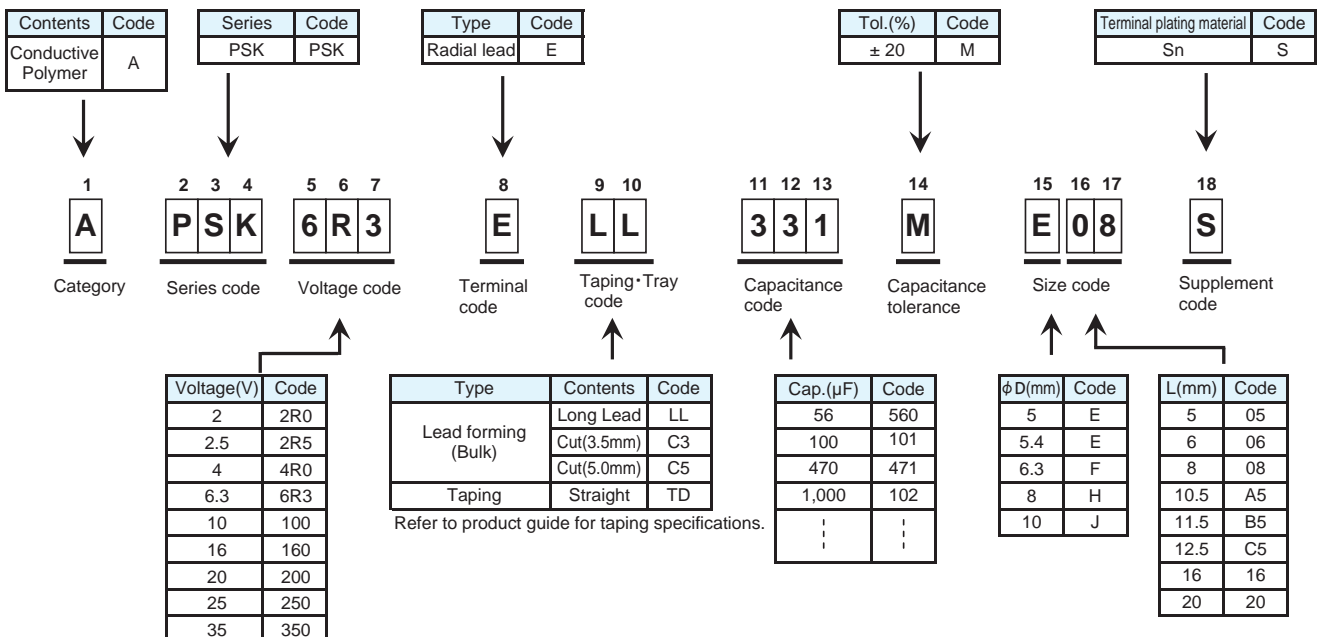 Contents Code
Conductive Polymer A
Series Code
PSK PSK
Type Code
Radial lead E
Tol.(%) Code
± 20 M
Terminal plating material Code
Sn S
1 2 3 4 5 6 7 8 9 10 11 12 13 14 15 16 17 18
A P S K 6 R 3 E L L 3 3 1 M E 0 8 S
Category
Series code
Voltage code
Terminal
code
Taping・Tray
code
Capacitance
code
Capacitance
tolerance
Size code
Supplement
code
Voltage(V) Code
2 2R0
2.5 2R5
4 4R0
6.3 6R3
10 100
16 160
20 200
25 250
35 350
Type Contents Code
Lead forming
(Bulk)
Long Lead LL
Cut(3.5mm) C3
Cut(5.0mm) C5
Taping Straight TD
Refer to product guide for taping specifications.
Cap.(µF) Code
56 560
100 101
470 471
1,000 102
φD(mm) Code
5 E
5.4 E
6.3 F
8 H
10 J
L(mm) Code
5 05
6 06
8 08
10.5 A5
11.5 B5
12.5 C5
16 16
20 20